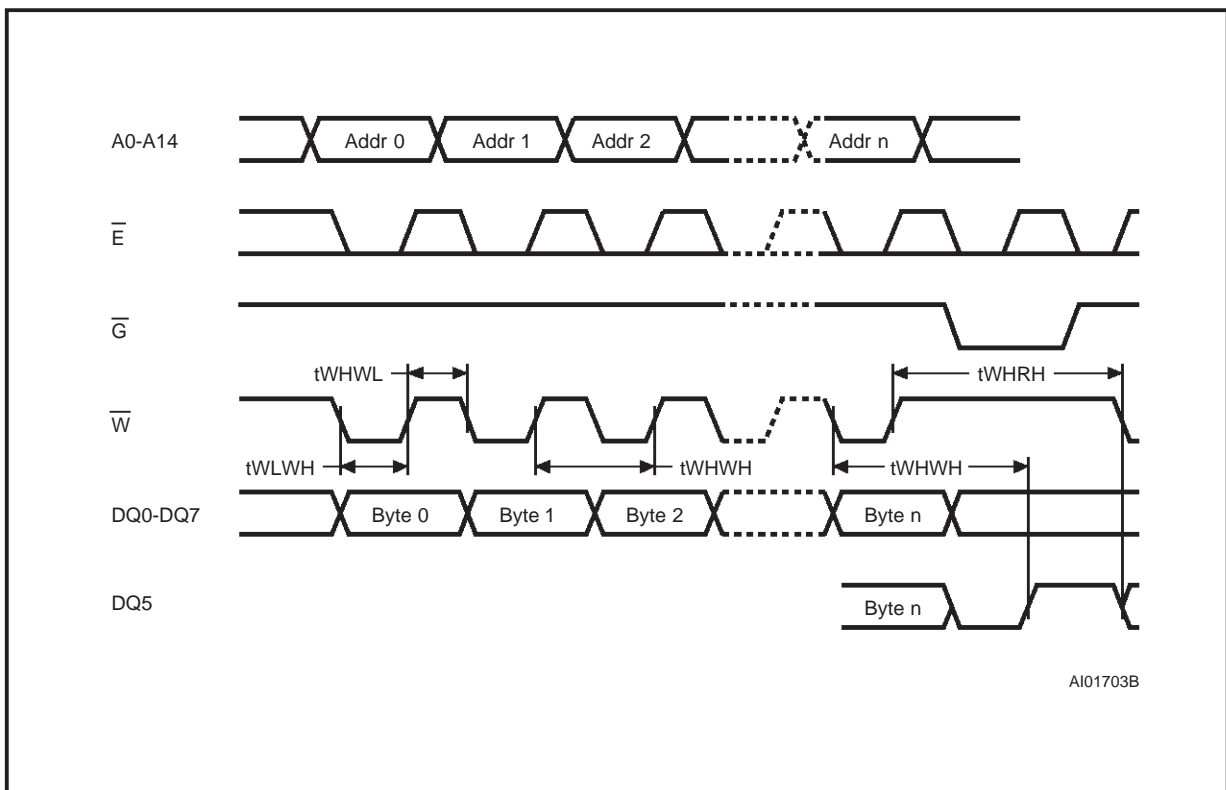 A0-A14 Addr 0 Addr 1 Addr 2 Addr n
E̅
G̅
tWHWL tWHRH
W̅
tWLWH tWHWH tWHWH
DQ0-DQ7 Byte 0 Byte 1 Byte 2 Byte n
DQ5 Byte n
AI01703B